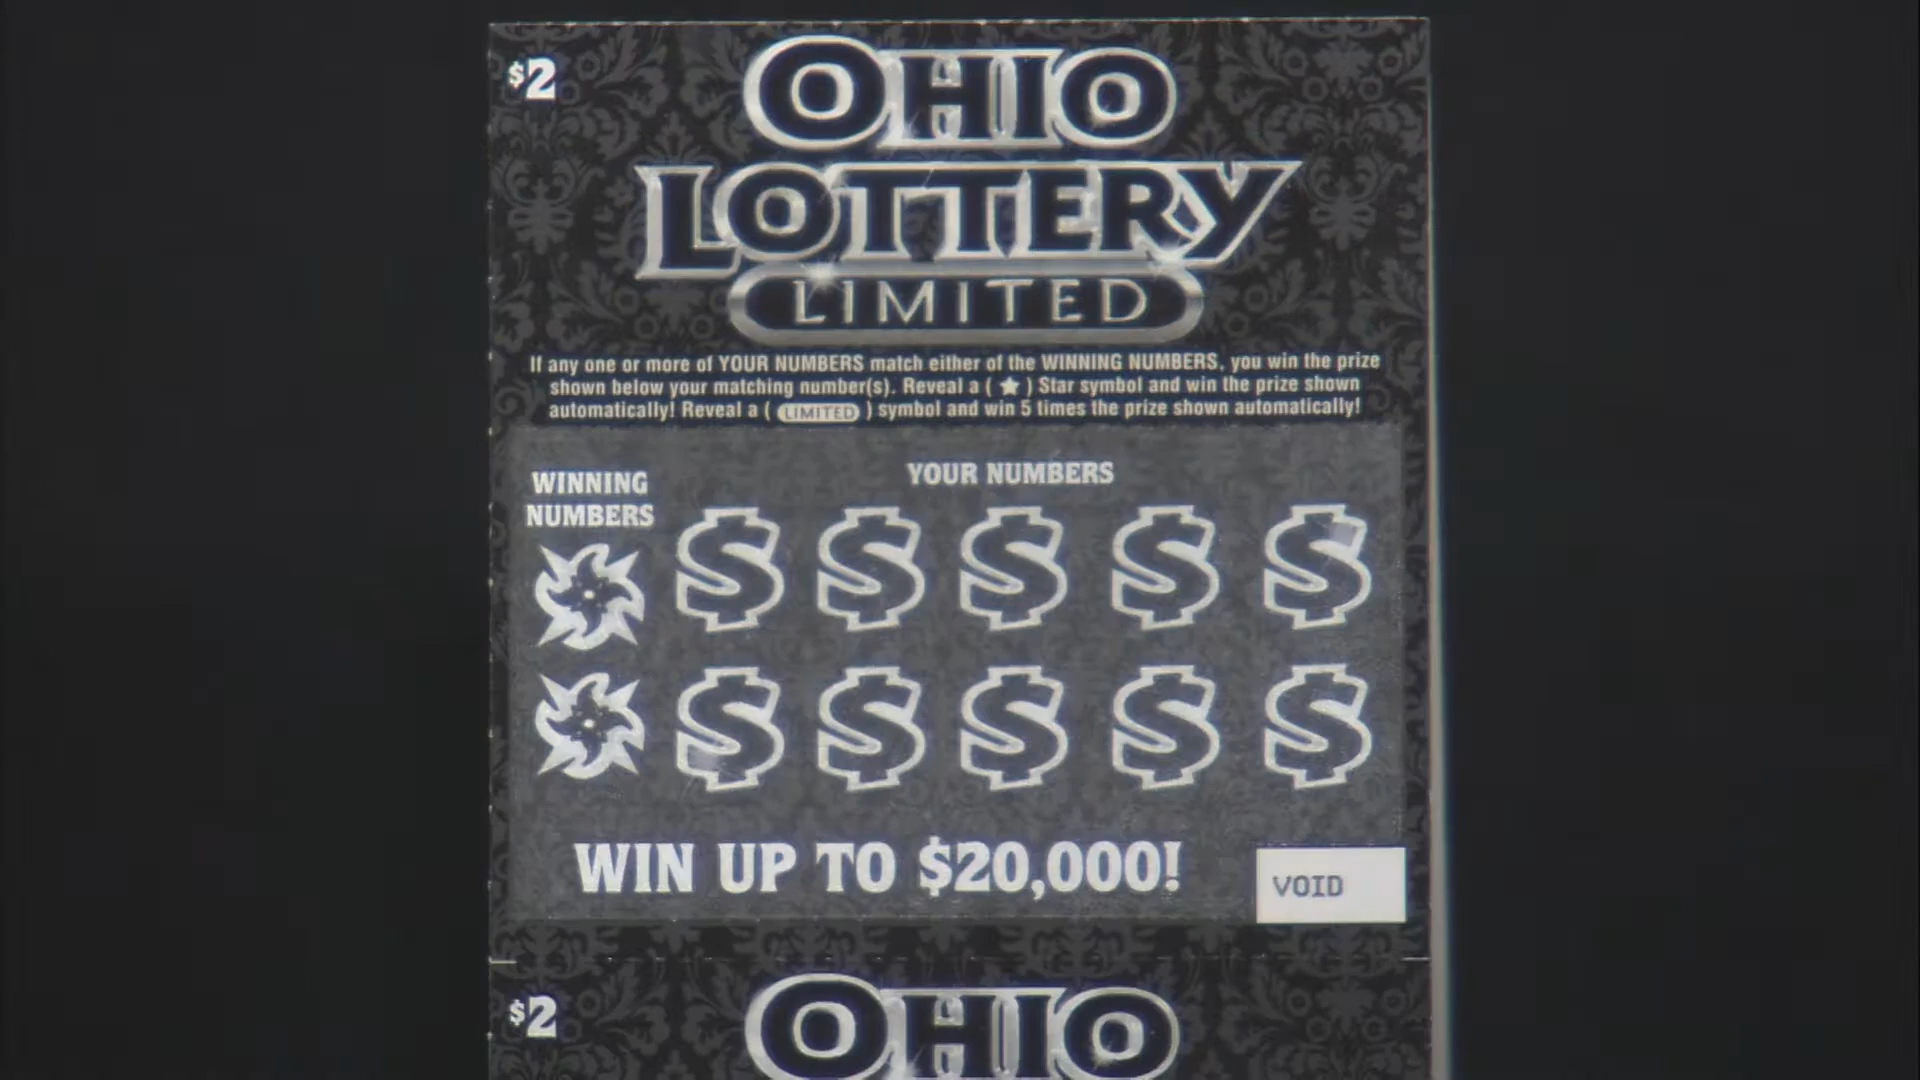 $2
OHIO
LOTTERY
LIMITED
If any one or more of YOUR NUMBERS match either of the WINNING NUMBERS, you win the prize
shown below your matching number(s). Reveal a ( ★ ) Star symbol and win the prize shown
automatically! Reveal a ( LIMITED ) symbol and win 5 times the prize shown automatically!
WINNING
NUMBERS
YOUR NUMBERS
$ $ $ $ $
$ $ $ $ $
WIN UP TO $20,000!
VOID
$2
OHIO